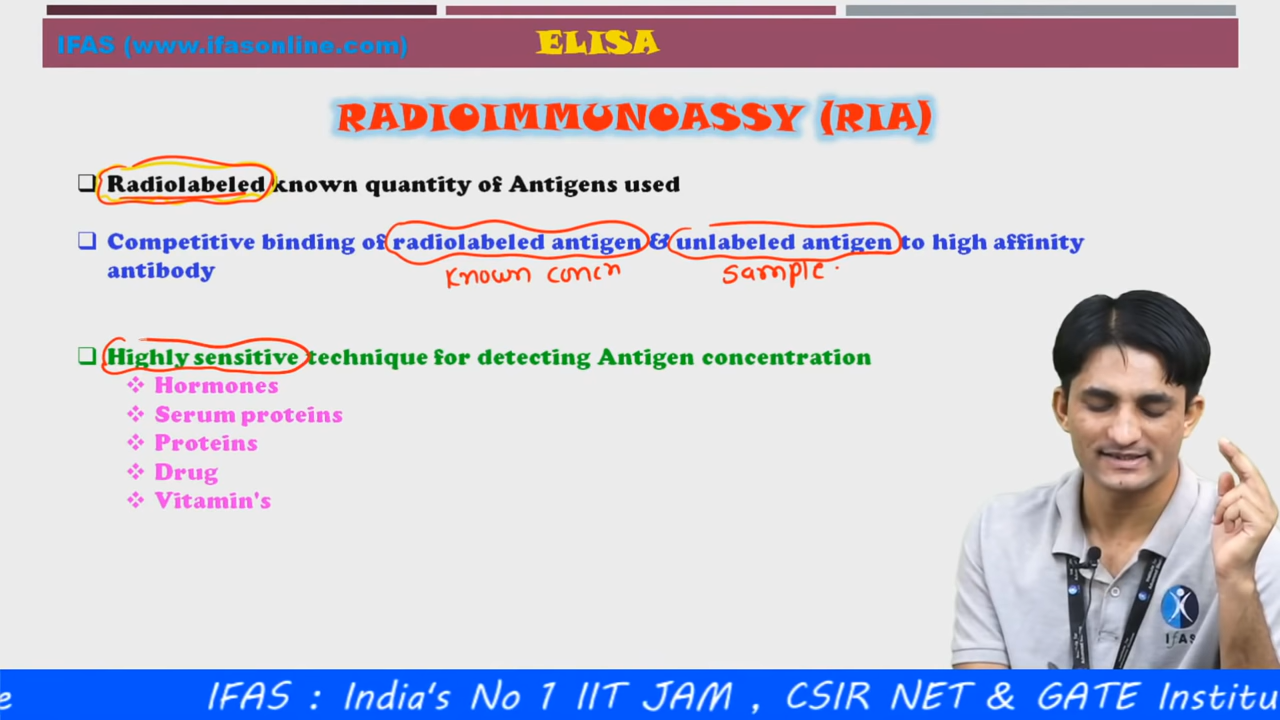 IFAS (www.ifasonline.com)
ELISA
RADIOIMMUNOASSY (RIA)
Radiolabeled known quantity of Antigens used
Competitive binding of radiolabeled antigen & unlabeled antigen to high affinity
antibody
known concn
sample
Highly sensitive technique for detecting Antigen concentration
Hormones
Serum proteins
Proteins
Drug
Vitamin's
IfAS
e IFAS : India's No 1 IIT JAM , CSIR NET & GATE Institu